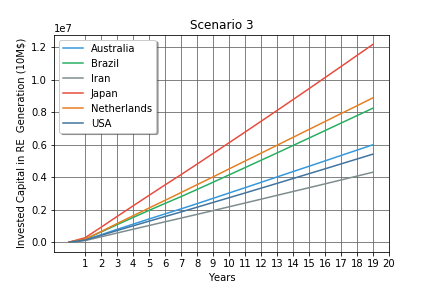 Scenario 3
1e7
Invested Capital in RE  Generation (10M$)
1.2
1.0
0.8
0.6
0.4
0.2
0.0
Australia
Brazil
Iran
Japan
Netherlands
USA
1 2 3 4 5 6 7 8 9 10 11 12 13 14 15 16 17 18 19 20
Years